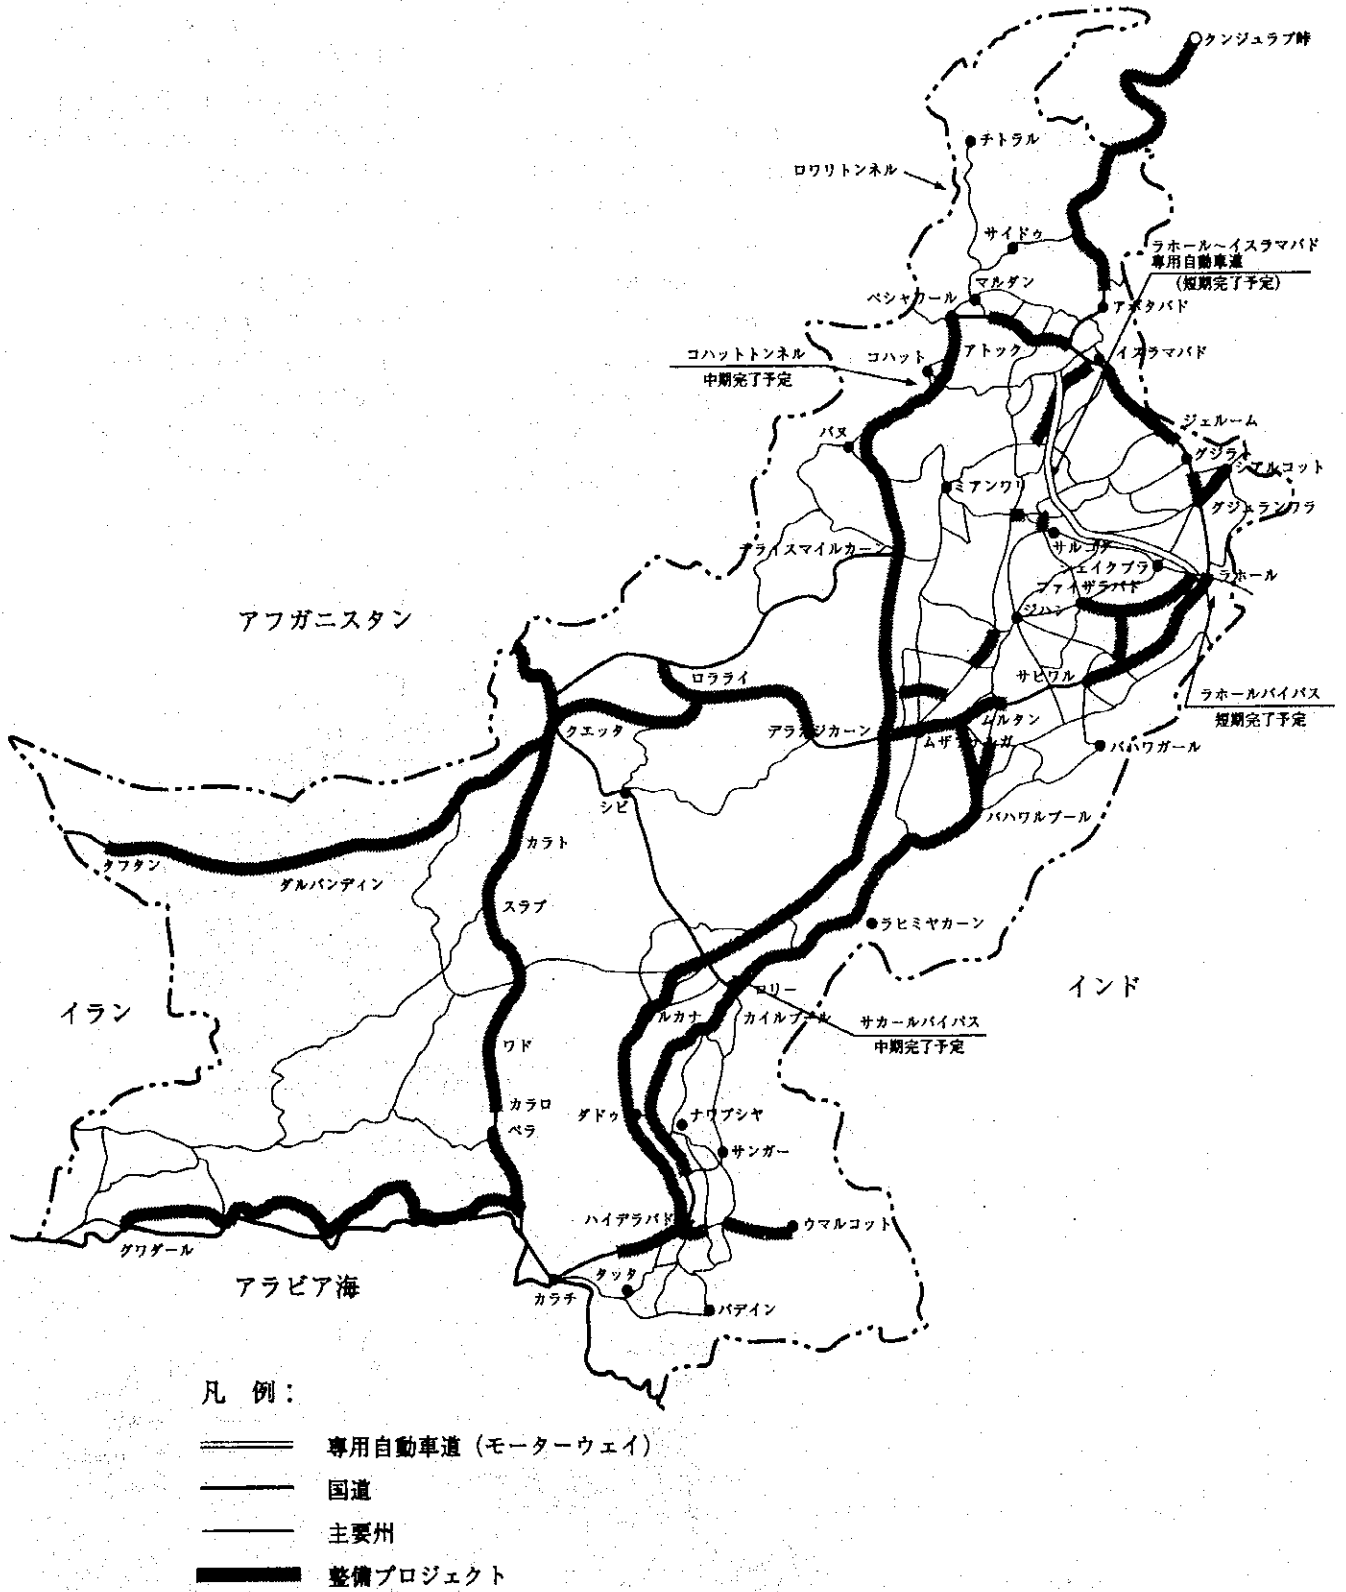 クンジュラブ峠
チトラル
ロワリトンネル
サイドゥ
ラホール～イスラマバド
専用自動車道
(短期完了予定)
マルダン
ペシャワール
アボタバド
アトック
イスラマバド
コハットトンネル
中期完了予定
コハット
バヌ
ジェルーム
グジラト
シアルコット
ミアンワリ
グジュランワラ
サルゴダ
デライスマイルカーン
シェイクプラ
ラホール
ファイザラバド
ジハン
アフガニスタン
サヒワル
ロラライ
ラホールバイパス
短期完了予定
クエッタ
デラガジカーン
ムルタン
バハワガール
シビ
バハワルプール
カラト
タフタン
ダルバンディン
スラブ
ラヒミヤカーン
インド
イラン
ロリー
ルカナ
カイルプール
サカールバイパス
中期完了予定
ワド
カラロ
ダドゥ
ナワブシャ
ベラ
サンガー
ハイデラバド
ウマルコット
グワダール
アラビア海
タッタ
カラチ
バディン
凡 例：
専用自動車道（モーターウェイ）
国道
主要州
整備プロジェクト